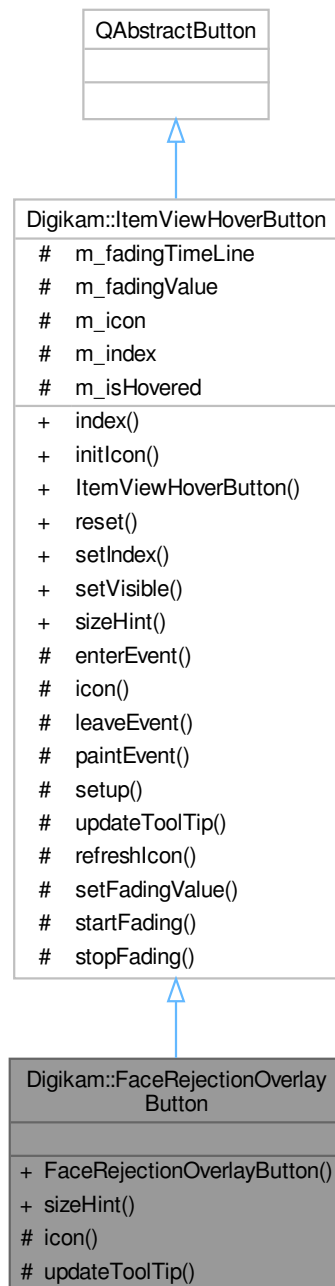 QAbstractButton
Digikam::ItemViewHoverButton
# m_fadingTimeLine
# m_fadingValue
# m_icon
# m_index
# m_isHovered
+ index()
+ initIcon()
+ ItemViewHoverButton()
+ reset()
+ setIndex()
+ setVisible()
+ sizeHint()
# enterEvent()
# icon()
# leaveEvent()
# paintEvent()
# setup()
# updateToolTip()
# refreshIcon()
# setFadingValue()
# startFading()
# stopFading()
Digikam::FaceRejectionOverlay
Button
+ FaceRejectionOverlayButton()
+ sizeHint()
# icon()
# updateToolTip()